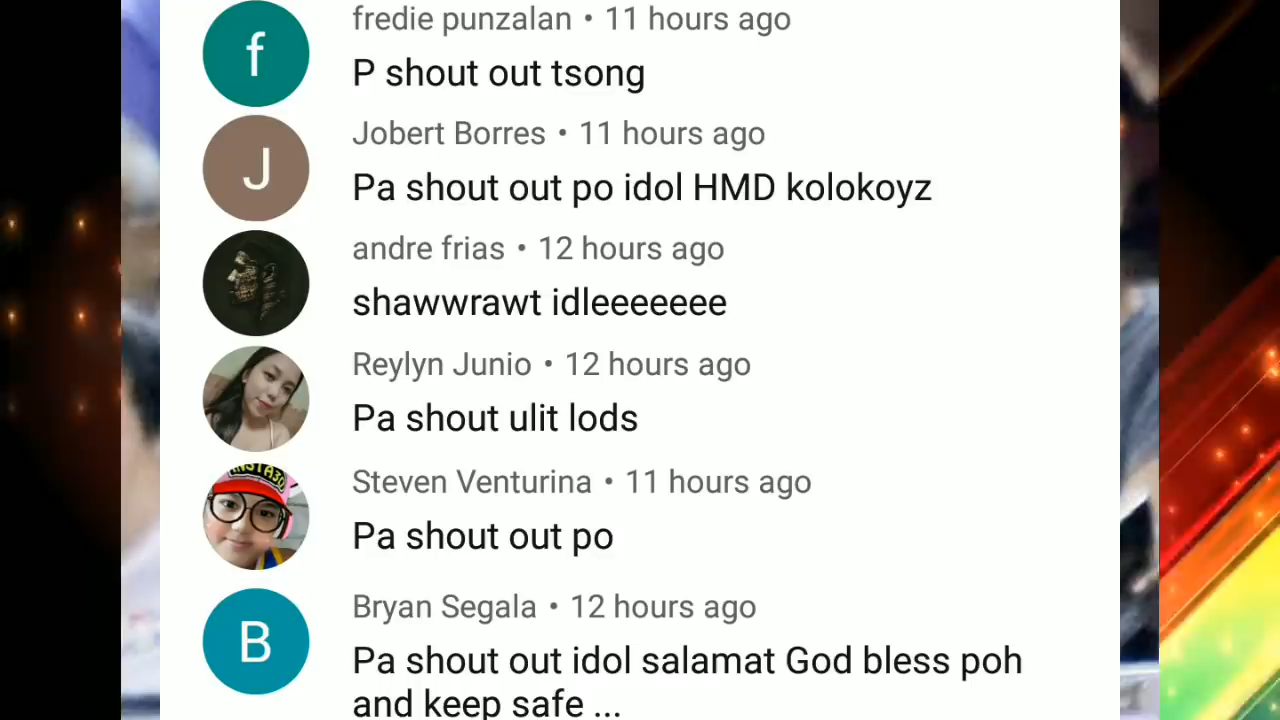 fredie punzalan • 11 hours ago
f
P shout out tsong
Jobert Borres • 11 hours ago
J
Pa shout out po idol HMD kolokoyz
andre frias • 12 hours ago
shawwrawt idleeeeeee
Reylyn Junio • 12 hours ago
Pa shout ulit lods
Steven Venturina • 11 hours ago
Pa shout out po
Bryan Segala • 12 hours ago
B
Pa shout out idol salamat God bless poh
and keep safe ...